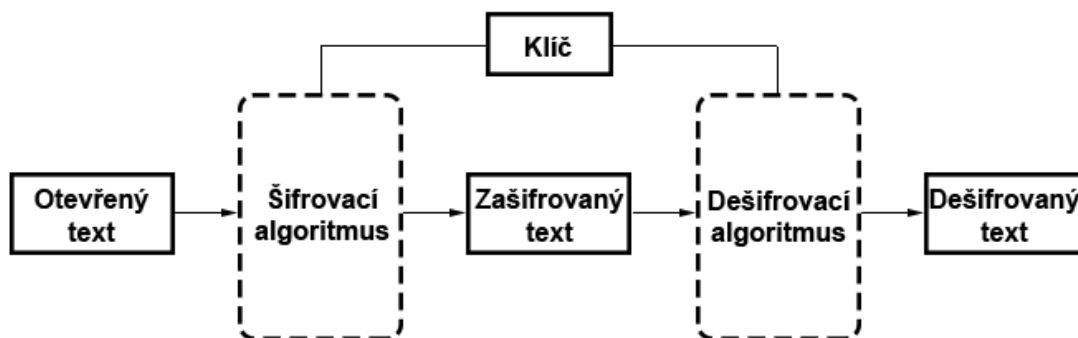 Klíč
Otevřený
text
Šifrovací
algoritmus
Zašifrovaný
text
Dešifrovací
algoritmus
Dešifrovaný
text